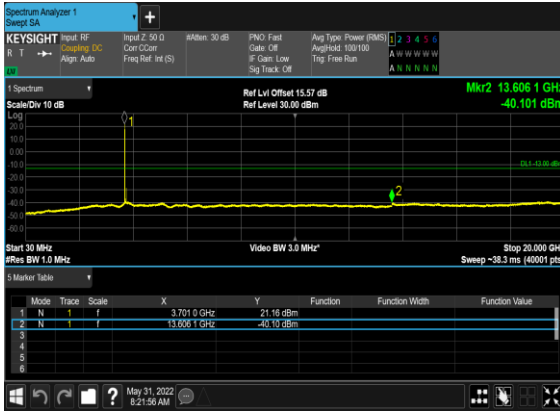 Spectrum Analyzer 1
Swept SA
+
KEYSIGHT Input: RF Input Z: 50 Ω #Atten: 30 dB PNO: Fast Avg Type: Power (RMS) 1 2 3 4 5 6
R T Coupling: DC Corr CCorr Gate: Off Avg|Hold: 100/100 A W W W W W
Align: Auto Freq Ref: Int (S) IF Gain: Low Trig: Free Run
Sig Track: Off A N N N N N
1 Spectrum Ref Lvl Offset 15.57 dB Mkr2 13.606 1 GHz
Scale/Div 10 dB Ref Level 30.00 dBm -40.101 dBm
Log
20.0
10.0
0.00
-10.0
DL1 -13.00 dBm
-20.0
-30.0
-40.0
-50.0
-60.0
1
2
Start 30 MHz Video BW 3.0 MHz* Stop 20.000 GHz
#Res BW 1.0 MHz Sweep ~38.3 ms (40001 pts)
5 Marker Table
Mode Trace Scale X Y Function Function Width Function Value
1 N 1 f 3.701 0 GHz 21.16 dBm
2 N 1 f 13.606 1 GHz -40.10 dBm
3
4
5
6
? May 31, 2022
8:21:56 AM